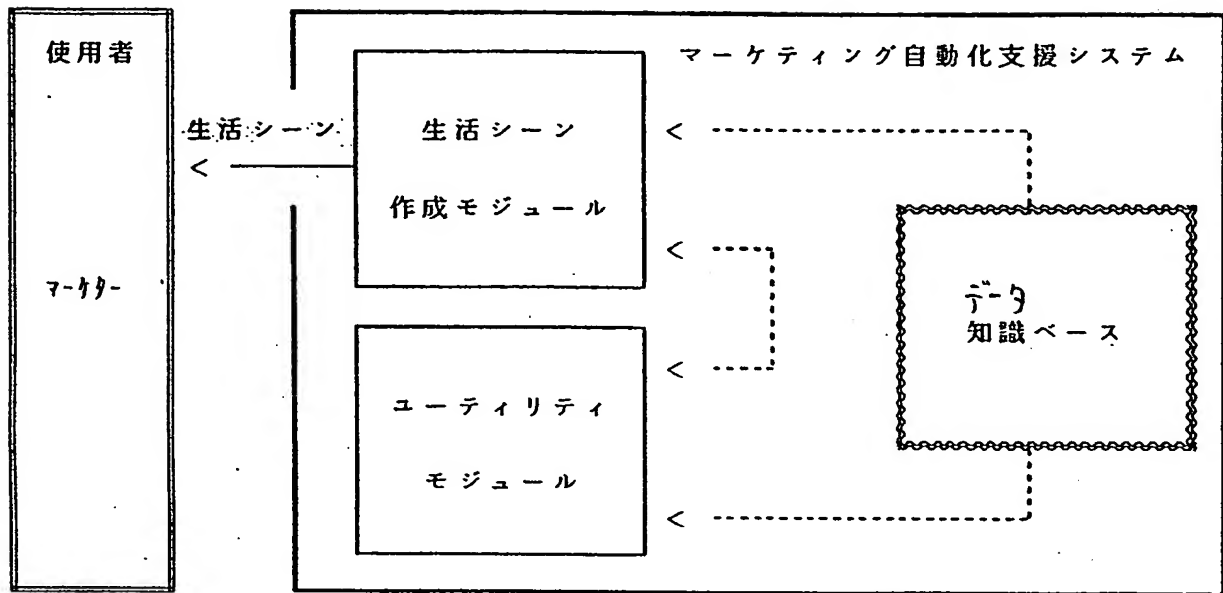 使用者
マーケター
生活シーン
マーケティング自動化支援システム
生活シーン
作成モジュール
ユーティリティ
モジュール
データ
知識ベース